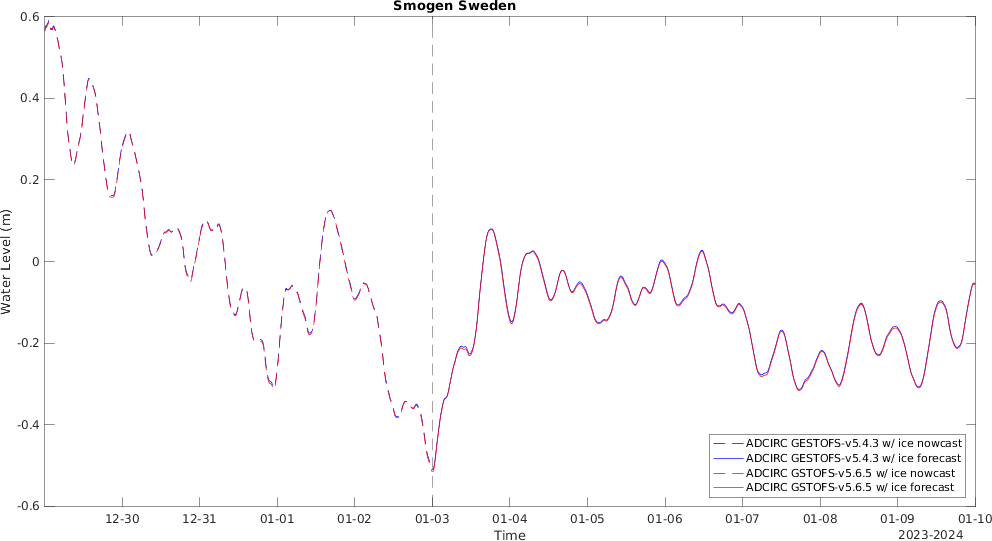 Smogen Sweden
Water Level (m)
0.6
0.4
0.2
0
-0.2
-0.4
-0.6
12-30 12-31 01-01 01-02 01-03 01-04 01-05 01-06 01-07 01-08 01-09 01-10
Time
2023-2024
ADCIRC GESTOFS-v5.4.3 w/ ice nowcast
ADCIRC GESTOFS-v5.4.3 w/ ice forecast
ADCIRC GSTOFS-v5.6.5 w/ ice nowcast
ADCIRC GSTOFS-v5.6.5 w/ ice forecast